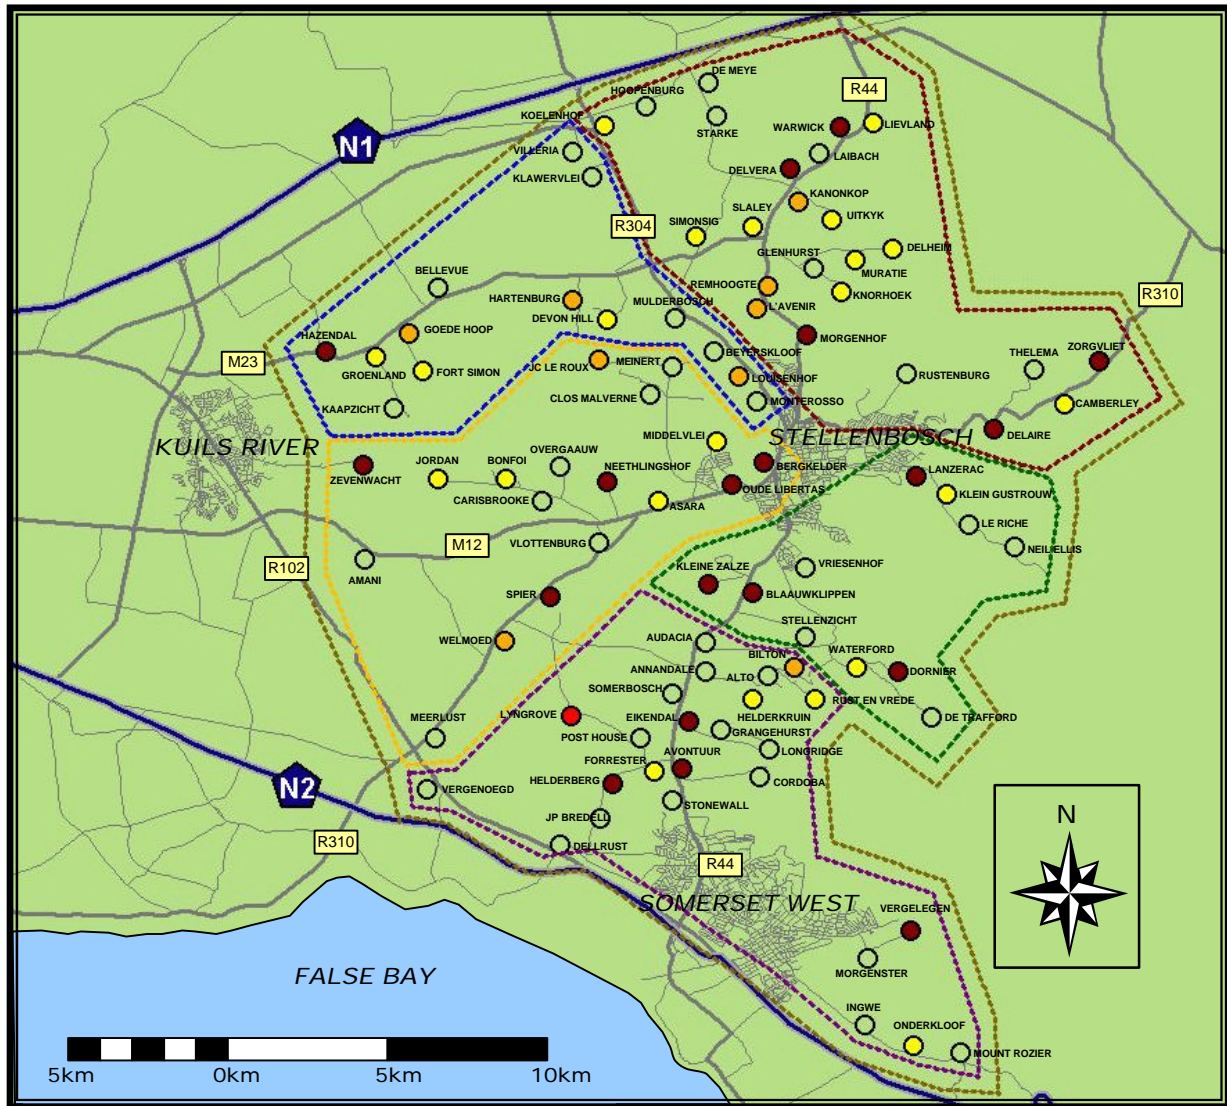 DE MEYE
HOOPENBURG
R44
KOELENHOF
STARKE
WARWICK
LIEVLAND
N1
VILLERIA
LAIBACH
KLAWERVLEI
DELVERA
KANONKOP
SLALEY
UITKYK
R304
SIMONSIG
GLENHURST
DELHEIM
MURATIE
BELLEVUE
REMHOOGTE
KNORHOEK
R310
HARTENBURG
MULDERBOSCH
L'AVENIR
DEVON HILL
GOEDE HOOP
HAZENDAL
MORGENHOF
ZORGVLIET
THELEMA
M23
GROENLAND
FORT SIMON
JC LE ROUX
MEINERT
BEYERSKLOOF
LOUISENHOF
RUSTENBURG
CLOS MALVERNE
MONTEROSSO
CAMBERLEY
KAAPZICHT
DELAIRE
KUILS RIVER
MIDDELVLEI
STELLENBOSCH
OVERGAAUW
JORDAN
BONFOI
NEETHLINGSHOF
BERGKELDER
LANZERAC
ZEVENWACHT
OUDE LIBERTAS
KLEIN GUSTROUW
CARISBROOKE
ASARA
LE RICHE
M12
VLOTTENBURG
NEIL ELLIS
R102
AMANI
KLEINE ZALZE
VRIESENHOF
SPIER
BLAAUWKLIPPEN
STELLENZICHT
WELMOED
AUDACIA
BILTON
WATERFORD
ANNANDALE
ALTO
DORNIER
SOMERBOSCH
RUST EN VREDE
LYNGROVE
EIKENDAL
HELDERKRUIN
DE TRAFFORD
MEERLUST
POST HOUSE
GRANGEHURST
AVONTUUR
LONGRIDGE
FORRESTER
HELDERBERG
CORDOBA
N2
VERGENOEGD
STONEWALL
N
JP BREDELL
R310
DELLRUST
R44
SOMERSET WEST
VERGELEGEN
MORGENSTER
FALSE BAY
INGWE
ONDERKLOOF
MOUNT ROZIER
5km 0km 5km 10km